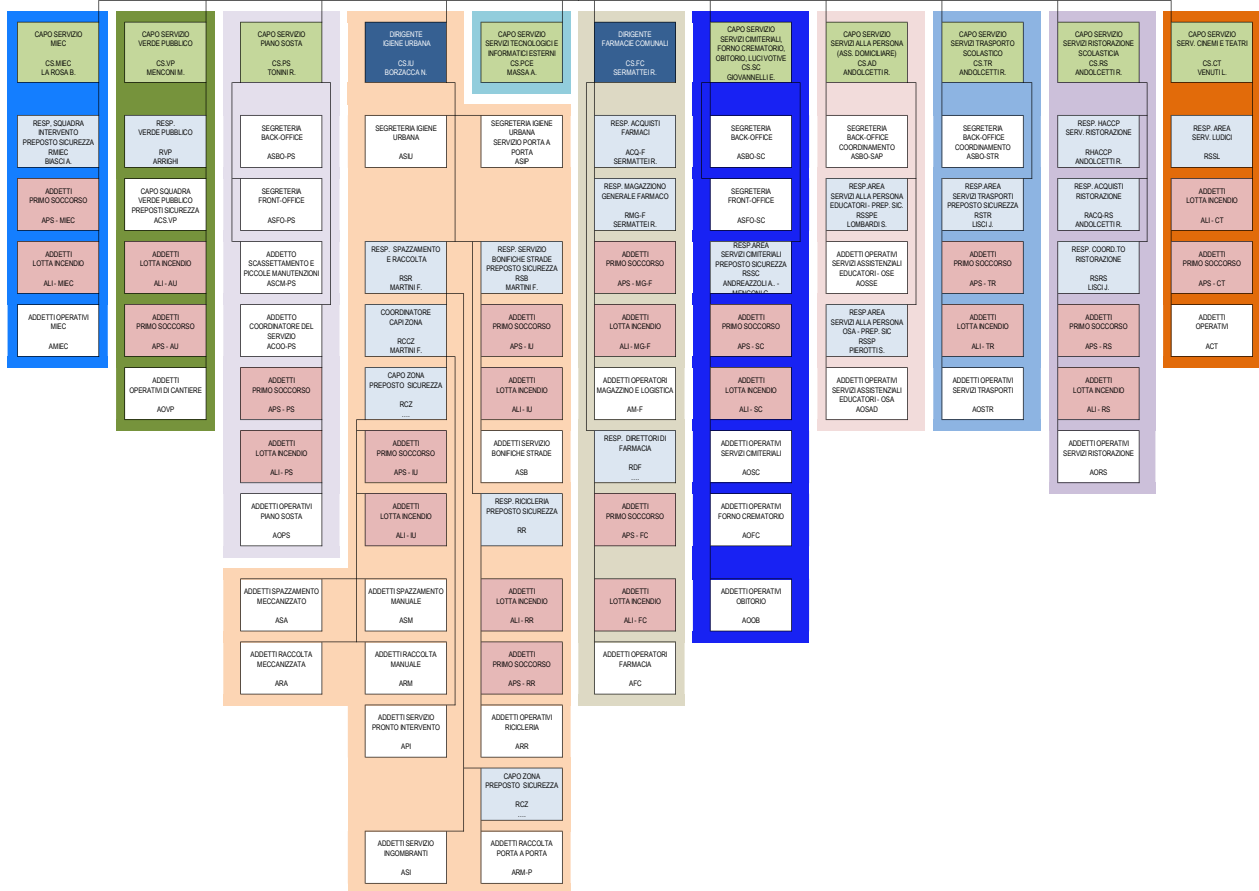 CAPO SERVIZIO
MIEC
CS.MIEC
LA ROSA B.
RESP. SQUADRA
INTERVENTO
PREPOSTO SICUREZZA
RMIEC
BIASCI A.
ADDETTI
PRIMO SOCCORSO
APS - MIEC
ADDETTI
LOTTA INCENDIO
ALI - MIEC
ADDETTI OPERATIVI
MIEC
AMIEC
CAPO SERVIZIO
VERDE PUBBLICO
CS.VP
MENCONI M.
RESP.
VERDE PUBBLICO
RVP
ARRIGHI
CAPO SQUADRA
VERDE PUBBLICO
PREPOSTI SICUREZZA
ACS.VP
ADDETTI
LOTTA INCENDIO
ALI - AU
ADDETTI
PRIMO SOCCORSO
APS - AU
ADDETTI
OPERATIVI DI CANTIERE
AOVP
CAPO SERVIZIO
PIANO SOSTA
CS.PS
TONINI R.
SEGRETERIA
BACK-OFFICE
ASBO-PS
SEGRETERIA
FRONT-OFFICE
ASFO-PS
ADDETTO
SCASSETTAMENTO E
PICCOLE MANUTENZIONI
ASCM-PS
ADDETTO
COORDINATORE DEL
SERVIZIO
ACOO-PS
ADDETTI
PRIMO SOCCORSO
APS - PS
ADDETTI
LOTTA INCENDIO
ALI - PS
ADDETTI OPERATIVI
PIANO SOSTA
AOPS
ADDETTI SPAZZAMENTO
MECCANIZZATO
ASA
ADDETTI RACCOLTA
MECCANIZZATA
ARA
DIRIGENTE
IGIENE URBANA
CS.IU
BORZACCA N.
SEGRETERIA IGIENE
URBANA
ASIU
RESP. SPAZZAMENTO
E RACCOLTA
RSR
MARTINI F.
COORDINATORE
CAPI ZONA
RCCZ
MARTINI F.
CAPO ZONA
PREPOSTO SICUREZZA
RCZ
....
ADDETTI
PRIMO SOCCORSO
APS - IU
ADDETTI
LOTTA INCENDIO
ALI - IU
ADDETTI SPAZZAMENTO
MANUALE
ASM
ADDETTI RACCOLTA
MANUALE
ARM
ADDETTI SERVIZIO
PRONTO INTERVENTO
API
ADDETTI SERVIZIO
INGOMBRANTI
ASI
CAPO SERVIZIO
SERVIZI TECNOLOGICI E
INFORMATICI ESTERNI
CS.PCE
MASSA A.
SEGRETERIA IGIENE
URBANA
SERVIZIO PORTA A
PORTA
ASIP
RESP. SERVIZIO
BONIFICHE STRADE
PREPOSTO SICUREZZA
RSB
MARTINI F.
ADDETTI
PRIMO SOCCORSO
APS - IU
ADDETTI
LOTTA INCENDIO
ALI - IU
ADDETTI SERVIZIO
BONIFICHE STRADE
ASB
RESP. RICICLERIA
PREPOSTO SICUREZZA
RR
ADDETTI
LOTTA INCENDIO
ALI - RR
ADDETTI
PRIMO SOCCORSO
APS - RR
ADDETTI OPERATIVI
RICICLERIA
ARR
CAPO ZONA
PREPOSTO SICUREZZA
RCZ
....
ADDETTI RACCOLTA
PORTA A PORTA
ARM-P
DIRIGENTE
FARMACIE COMUNALI
CS.FC
SERMATTEI R.
RESP. ACQUISTI
FARMACI
ACQ-F
SERMATTEI R.
RESP. MAGAZZIONO
GENERALE FARMACO
RMG-F
SERMATTEI R.
ADDETTI
PRIMO SOCCORSO
APS - MG-F
ADDETTI
LOTTA INCENDIO
ALI - MG-F
ADDETTI OPERATORI
MAGAZZINO E LOGISTICA
AM-F
RESP. DIRETTORI DI
FARMACIA
RDF
....
ADDETTI
PRIMO SOCCORSO
APS - FC
ADDETTI
LOTTA INCENDIO
ALI - FC
ADDETTI OPERATORI
FARMACIA
AFC
CAPO SERVIZIO
SERVIZI CIMITERIALI,
FORNO CREMATORIO,
OBITORIO, LUCI VOTIVE
CS.SC
GIOVANNELLI E.
SEGRETERIA
BACK-OFFICE
ASBO-SC
SEGRETERIA
FRONT-OFFICE
ASFO-SC
RESP.AREA
SERVIZI CIMITERIALI
PREPOSTO SICUREZZA
RSSC
ANDREAZZOLI A.. -
MENCONI C.
ADDETTI
PRIMO SOCCORSO
APS - SC
ADDETTI
LOTTA INCENDIO
ALI - SC
ADDETTI OPERATIVI
SERVIZI CIMITERIALI
AOSC
ADDETTI OPERATIVI
FORNO CREMATORIO
AOFC
ADDETTI OPERATIVI
OBITORIO
AOOB
CAPO SERVIZIO
SERVIZI ALLA PERSONA
(ASS. DOMICILIARE)
CS.AD
ANDOLCETTI R.
SEGRETERIA
BACK-OFFICE
COORDINAMENTO
ASBO-SAP
RESP.AREA
SERVIZI ALLA PERSONA
EDUCATORI - PREP. SIC.
RSSPE
LOMBARDI S.
ADDETTI OPERATIVI
SERVIZI ASSISTENZIALI
EDUCATORI - OSE
AOSSE
RESP.AREA
SERVIZI ALLA PERSONA
OSA - PREP. SIC
RSSP
PIEROTTI S.
ADDETTI OPERATIVI
SERVIZI ASSISTENZIALI
EDUCATORI - OSA
AOSAD
CAPO SERVIZIO
SERVIZI TRASPORTO
SCOLASTICO
CS.TR
ANDOLCETTI R.
SEGRETERIA
BACK-OFFICE
COORDINAMENTO
ASBO-STR
RESP.AREA
SERVIZI TRASPORTI
PREPOSTO SICUREZZA
RSTR
LISCI J.
ADDETTI
PRIMO SOCCORSO
APS - TR
ADDETTI
LOTTA INCENDIO
ALI - TR
ADDETTI OPERATIVI
SERVIZI TRASPORTI
AOSTR
CAPO SERVIZIO
SERVIZI RISTORAZIONE
SCOLASTICIA
CS.RS
ANDOLCETTI R.
RESP. HACCP
SERV. RISTORAZIONE
RHACCP
ANDOLCETTI R.
RESP. ACQUISTI
RISTORAZIONE
RACQ-RS
ANDOLCETTI R.
RESP. COORD.TO
RISTORAZIONE
RSRS
LISCI J.
ADDETTI
PRIMO SOCCORSO
APS - RS
ADDETTI
LOTTA INCENDIO
ALI - RS
ADDETTI OPERATIVI
SERVIZI RISTORAZIONE
AORS
CAPO SERVIZIO
SERV. CINEMI E TEATRI
CS.CT
VENUTI L.
RESP. AREA
SERV. LUDICI
RSSL
ADDETTI
LOTTA INCENDIO
ALI - CT
ADDETTI
PRIMO SOCCORSO
APS - CT
ADDETTI
OPERATIVI
ACT